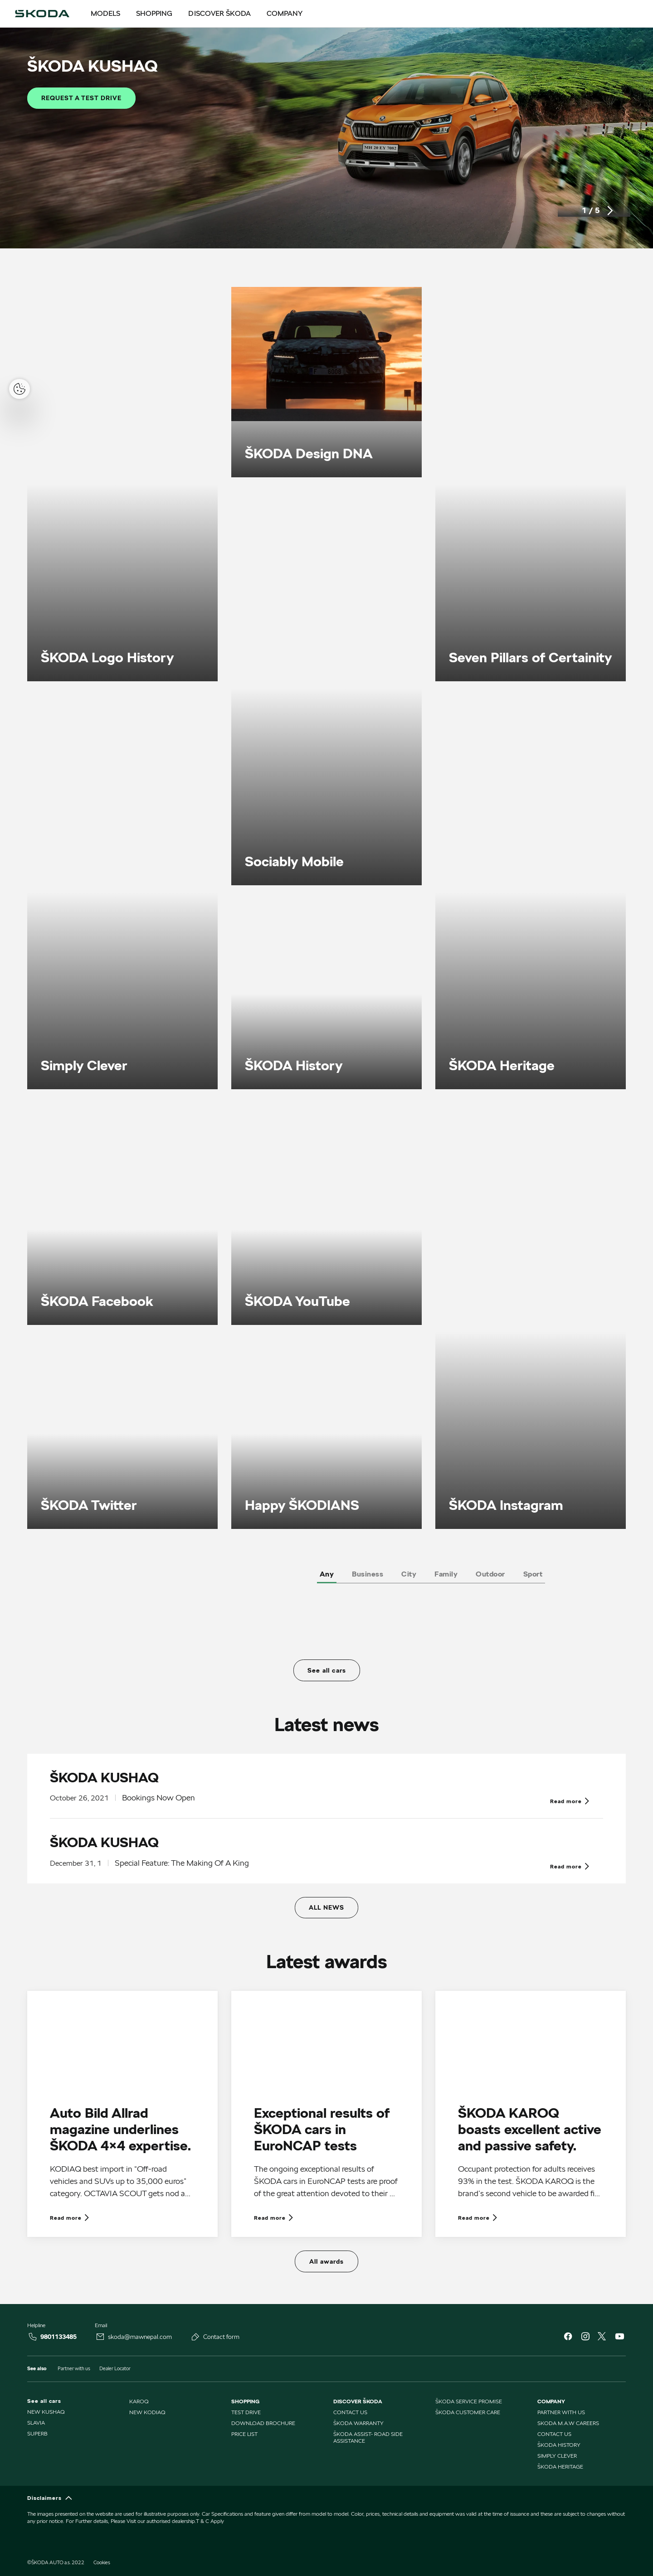 ŠKODA
MODELS SHOPPING DISCOVER ŠKODA COMPANY
ŠKODA KUSHAQ
REQUEST A TEST DRIVE
1 / 5
ŠKODA Design DNA
ŠKODA Logo History
Seven Pillars of Certainity
Sociably Mobile
Simply Clever
ŠKODA History
ŠKODA Heritage
ŠKODA Facebook
ŠKODA YouTube
ŠKODA Twitter
Happy ŠKODIANS
ŠKODA Instagram
Any Business City Family Outdoor Sport
See all cars
Latest news
ŠKODA KUSHAQ
October 26, 2021 | Bookings Now Open
Read more
ŠKODA KUSHAQ
December 31, 1 | Special Feature: The Making Of A King
Read more
ALL NEWS
Latest awards
Auto Bild Allrad
magazine underlines
ŠKODA 4×4 expertise.
KODIAQ best import in “Off-road
vehicles and SUVs up to 35,000 euros”
category. OCTAVIA SCOUT gets nod a...
Read more
Exceptional results of
ŠKODA cars in
EuroNCAP tests
The ongoing exceptional results of
ŠKODA cars in EuroNCAP tests are proof
of the great attention devoted to their ...
Read more
ŠKODA KAROQ
boasts excellent active
and passive safety.
Occupant protection for adults receives
93% in the test. ŠKODA KAROQ is the
brand’s second vehicle to be awarded fi...
Read more
All awards
Helpline
9801133485
Email
skoda@mawnepal.com
Contact form
See also Partner with us Dealer Locator
See all cars
NEW KUSHAQ
SLAVIA
SUPERB
KAROQ
NEW KODIAQ
SHOPPING
TEST DRIVE
DOWNLOAD BROCHURE
PRICE LIST
DISCOVER ŠKODA
CONTACT US
ŠKODA WARRANTY
ŠKODA ASSIST- ROAD SIDE
ASSISTANCE
ŠKODA SERVICE PROMISE
ŠKODA CUSTOMER CARE
COMPANY
PARTNER WITH US
SKODA M.A.W CAREERS
CONTACT US
ŠKODA HISTORY
SIMPLY CLEVER
ŠKODA HERITAGE
Disclaimers
The images presented on the website are used for illustrative purposes only. Car Specifications and feature given differ from model to model. Color, prices, technical details and equipment was valid at the time of issuance and these are subject to changes without
any prior notice. For Further details, Please Visit our authorised dealership.T & C Apply
©ŠKODA AUTO a.s. 2022 Cookies